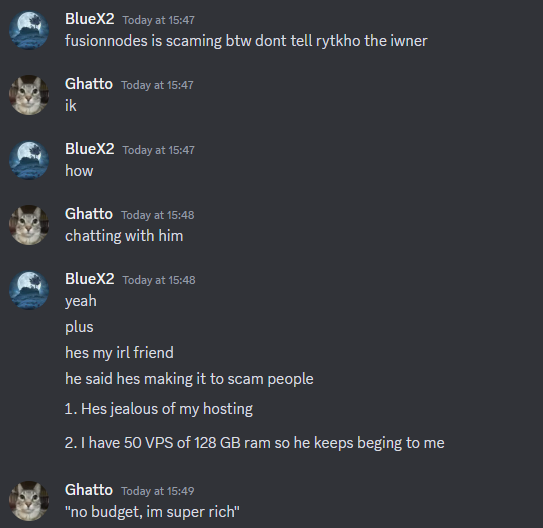 BlueX2 Today at 15:47
fusionnodes is scaming btw dont tell rytkho the iwner
Ghatto Today at 15:47
ik
BlueX2 Today at 15:47
how
Ghatto Today at 15:48
chatting with him
BlueX2 Today at 15:48
yeah
plus
hes my irl friend
he said hes making it to scam people
1. Hes jealous of my hosting
2. I have 50 VPS of 128 GB ram so he keeps beging to me
Ghatto Today at 15:49
"no budget, im super rich"